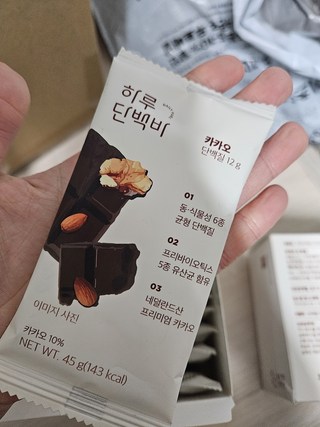 하루
단백바
카카오
단백질 12 g
01
동·식물성 6종
균형 단백질
02
프리바이오틱스
5종 유산균 함유
03
네덜란드산
프리미엄 카카오
이미지 사진
카카오 10%
NET WT. 45 g(143 kcal)